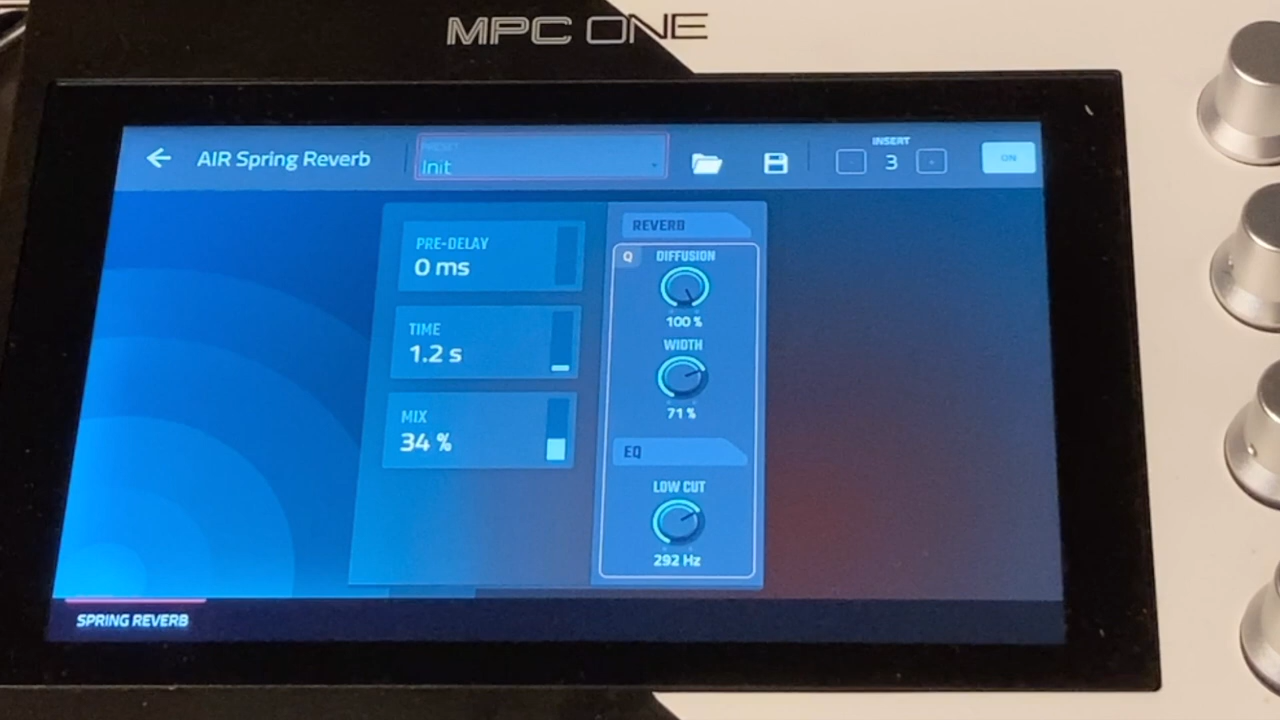 MPC ONE
AIR Spring Reverb
PRESET
Init
INSERT
- 3 +
ON
PRE-DELAY
0 ms
TIME
1.2 s
MIX
34 %
REVERB
Q
DIFFUSION
100 %
WIDTH
71 %
EQ
LOW CUT
292 Hz
SPRING REVERB